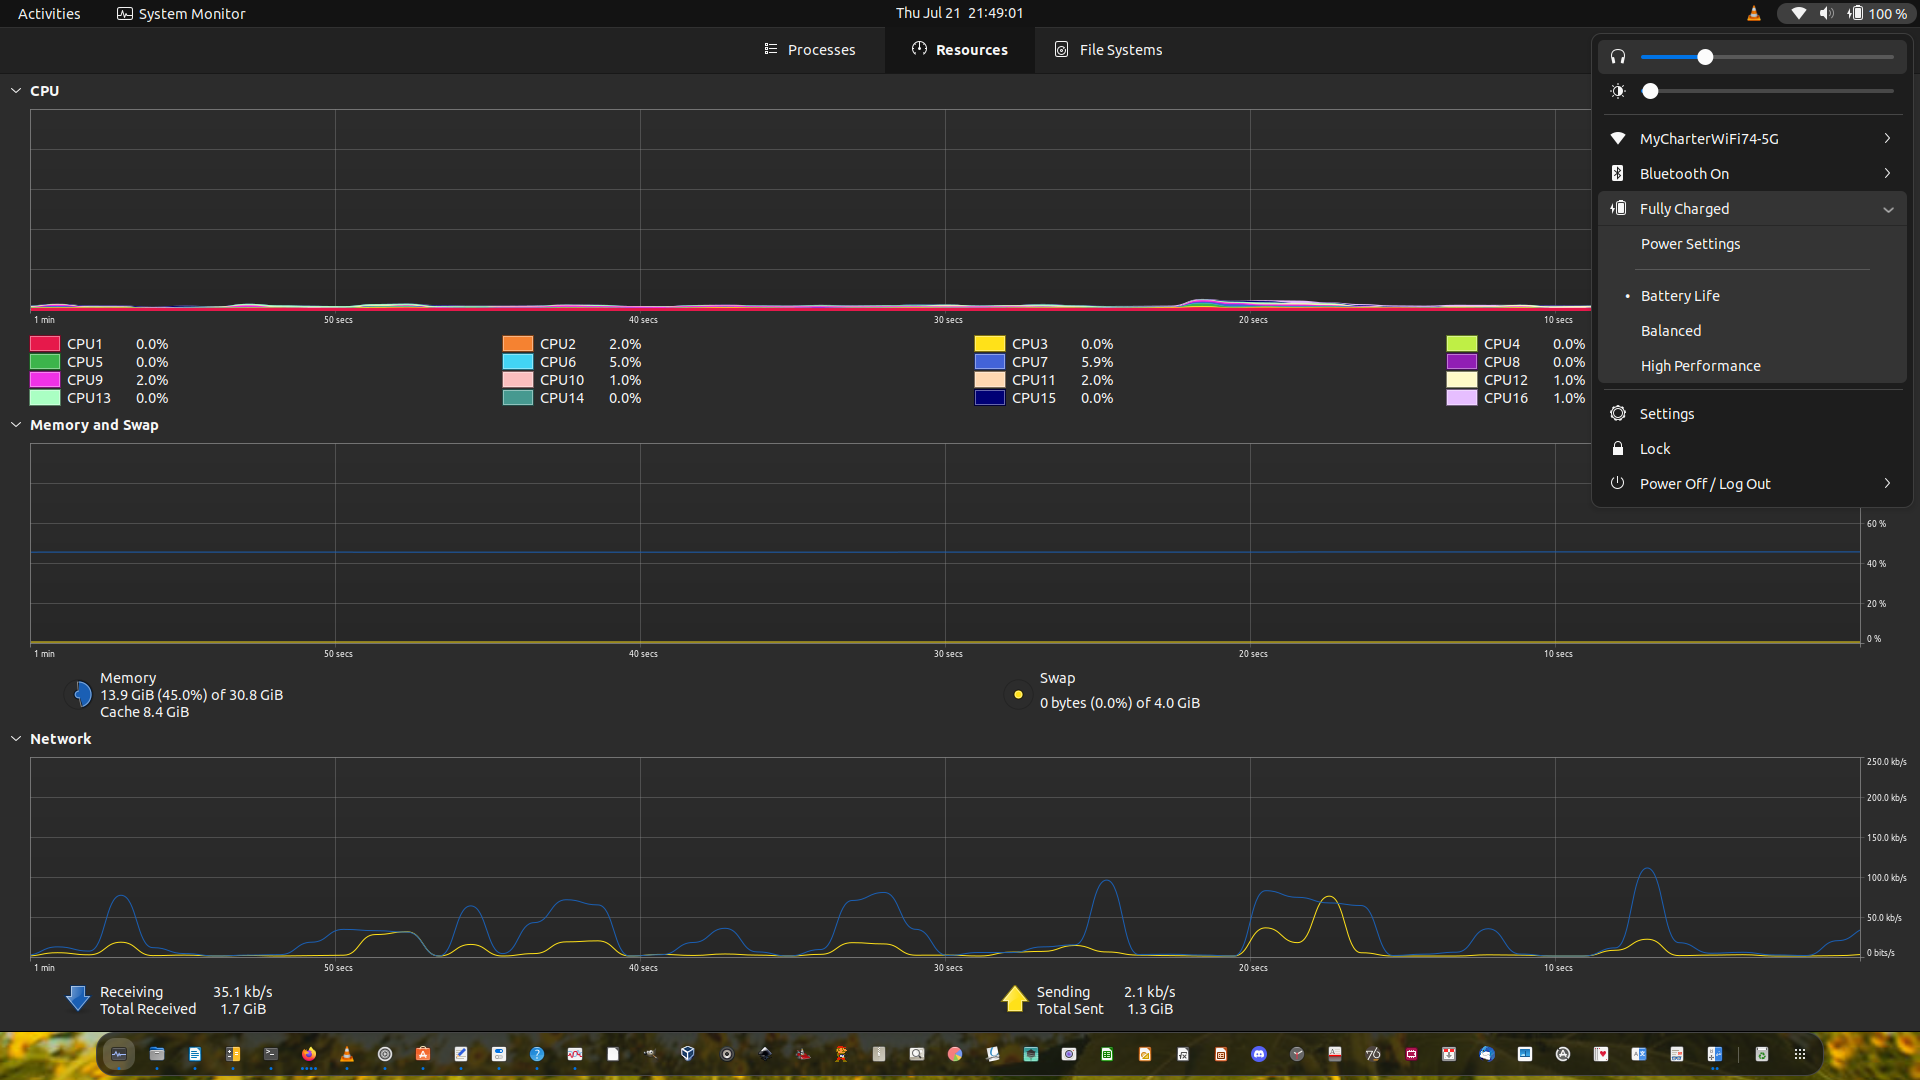 Activities
System Monitor
Thu Jul 21 21:49:01
100 %
Processes
Resources
File Systems
CPU
1 min
50 secs
40 secs
30 secs
20 secs
10 secs
CPU1 0.0%
CPU2 2.0%
CPU3 0.0%
CPU4 0.0%
CPU5 0.0%
CPU6 5.0%
CPU7 5.9%
CPU8 0.0%
CPU9 2.0%
CPU10 1.0%
CPU11 2.0%
CPU12 1.0%
CPU13 0.0%
CPU14 0.0%
CPU15 0.0%
CPU16 1.0%
MyCharterWiFi74-5G
Bluetooth On
Fully Charged
Power Settings
• Battery Life
Balanced
High Performance
Settings
Lock
Power Off / Log Out
Memory and Swap
60 %
40 %
20 %
0 %
1 min
50 secs
40 secs
30 secs
20 secs
10 secs
Memory
13.9 GiB (45.0%) of 30.8 GiB
Cache 8.4 GiB
Swap
0 bytes (0.0%) of 4.0 GiB
Network
250.0 kb/s
200.0 kb/s
150.0 kb/s
100.0 kb/s
50.0 kb/s
0 bits/s
1 min
50 secs
40 secs
30 secs
20 secs
10 secs
Receiving 35.1 kb/s
Total Received 1.7 GiB
Sending 2.1 kb/s
Total Sent 1.3 GiB
76